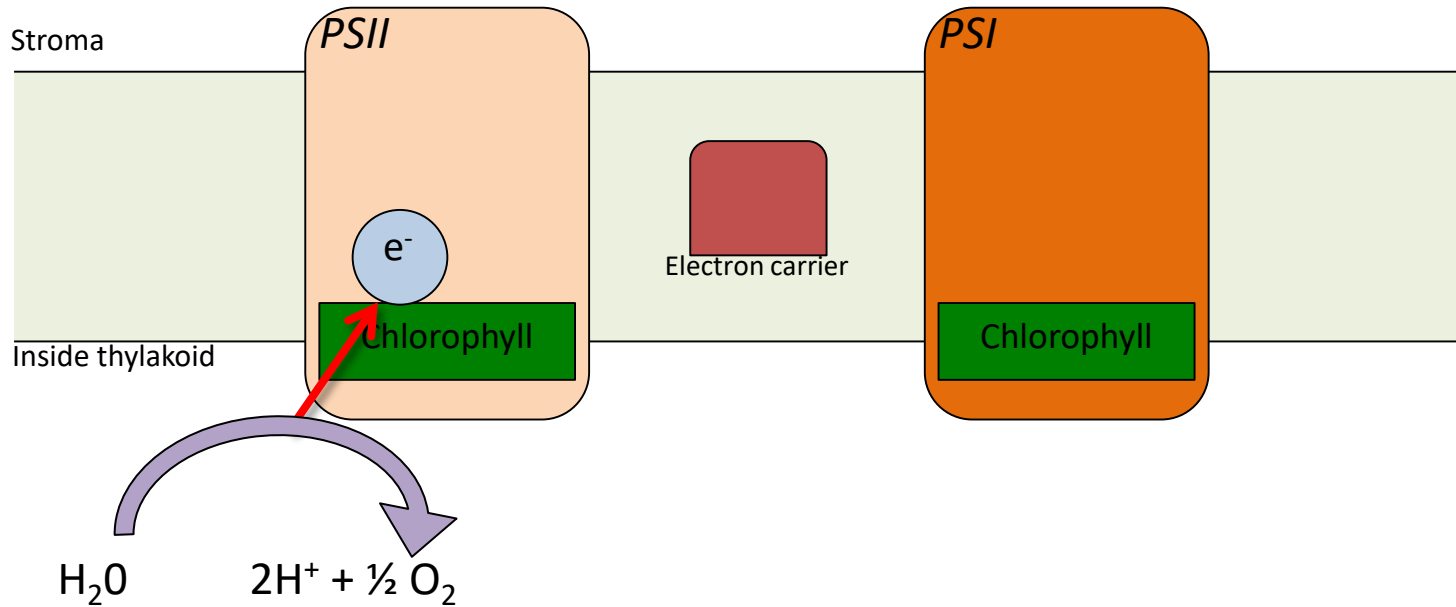 PSII
PSI
Stroma
e⁻
Electron carrier
Chlorophyll
Chlorophyll
Inside thylakoid
H₂0
2H⁺ + ½ O₂